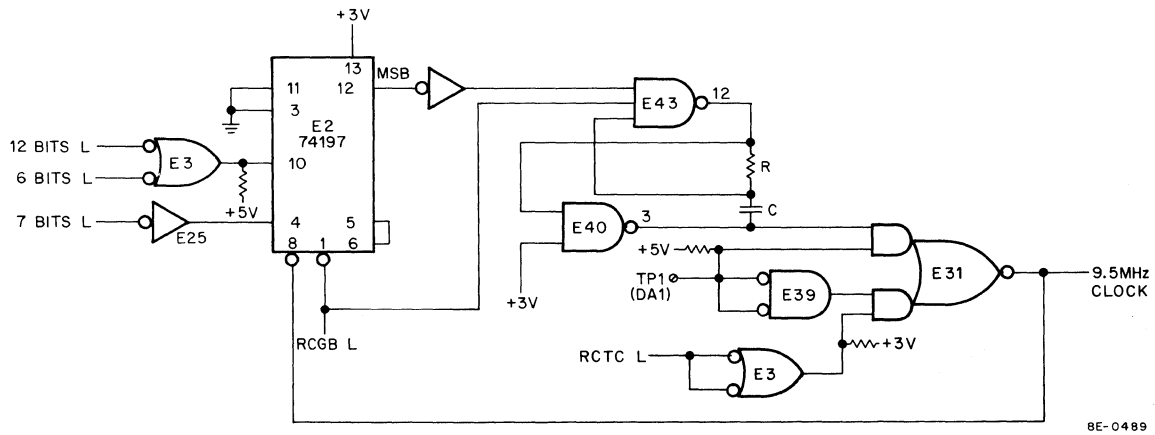 +3V
13
11
12
MSB
3
E2
74197
12 BITS L
6 BITS L
E3
10
+5V
7 BITS L
E25
4
5
6
8
1
RCGB L
E43
12
R
C
E40
3
+3V
+5V
TP1
(DA1)
E39
E31
9.5MHz
CLOCK
RCTC L
E3
+3V
8E-0489